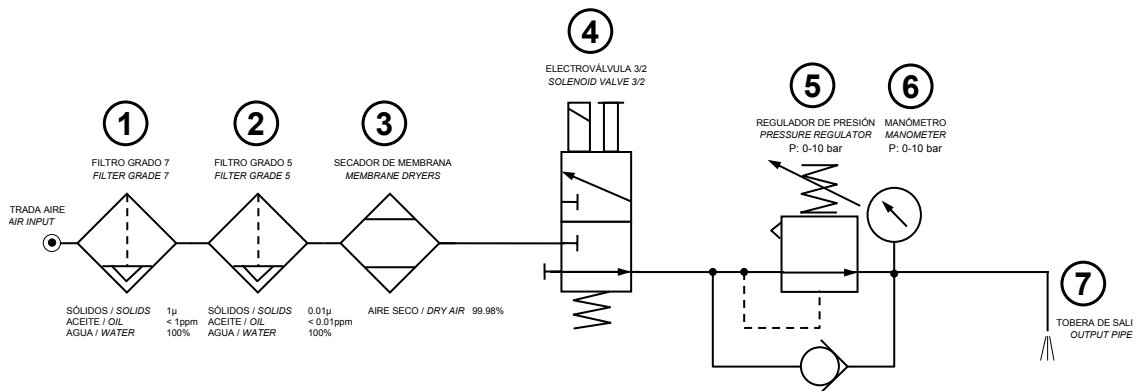 4
ELECTROVÁLVULA 3/2
SOLENOID VALVE 3/2
5
6
REGULADOR DE PRESIÓN
PRESSURE REGULATOR
P: 0-10 bar
MANÓMETRO
MANOMETER
P: 0-10 bar
1
2
3
FILTRO GRADO 7
FILTER GRADE 7
FILTRO GRADO 5
FILTER GRADE 5
SECADOR DE MEMBRANA
MEMBRANE DRYERS
TRADA AIRE
AIR INPUT
SÓLIDOS / SOLIDS 1µ
ACEITE / OIL < 1ppm
AGUA / WATER 100%
SÓLIDOS / SOLIDS 0.01µ
ACEITE / OIL < 0.01ppm
AGUA / WATER 100%
AIRE SECO / DRY AIR 99.98%
7
TOBERA DE SALI
OUTPUT PIPE